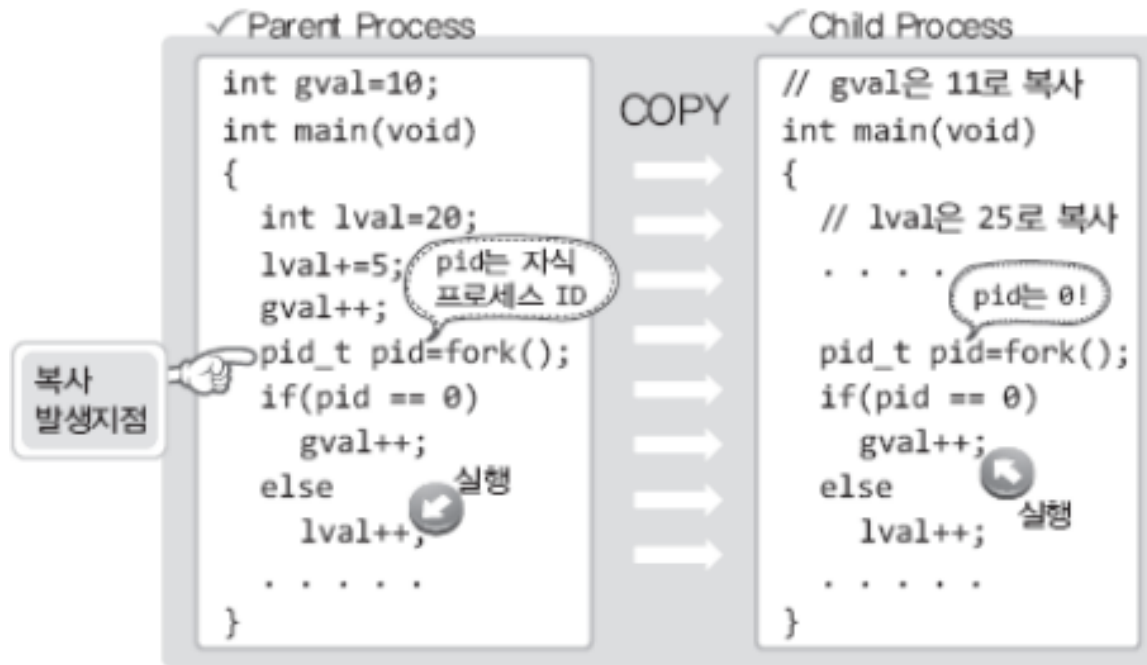 Parent Process
int gval=10;
int main(void)
{
int lval=20;
lval+=5;
gval++;
pid_t pid=fork();
if(pid == 0)
gval++;
else
lval++;
. . . . .
}
pid는 자식
프로세스 ID
실행
복사
발생지점
COPY
Child Process
// gval은 11로 복사
int main(void)
{
// lval은 25로 복사
. . . .
pid는 0!
pid_t pid=fork();
if(pid == 0)
gval++;
실행
else
lval++;
. . . . .
}